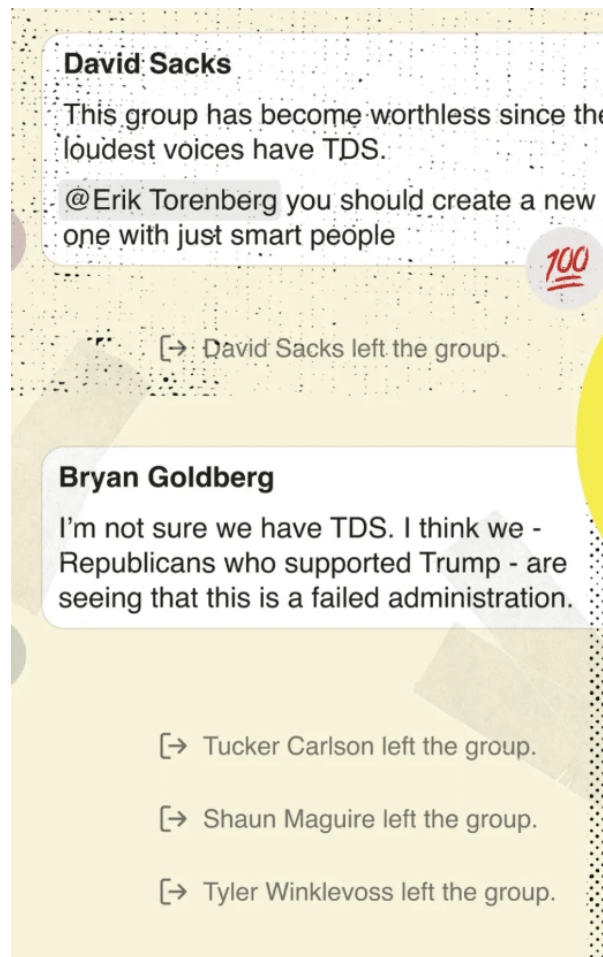 David Sacks
This group has become worthless since the
loudest voices have TDS.
@Erik Torenberg you should create a new
one with just smart people
💯
David Sacks left the group.
Bryan Goldberg
I'm not sure we have TDS. I think we -
Republicans who supported Trump - are
seeing that this is a failed administration.
Tucker Carlson left the group.
Shaun Maguire left the group.
Tyler Winklevoss left the group.